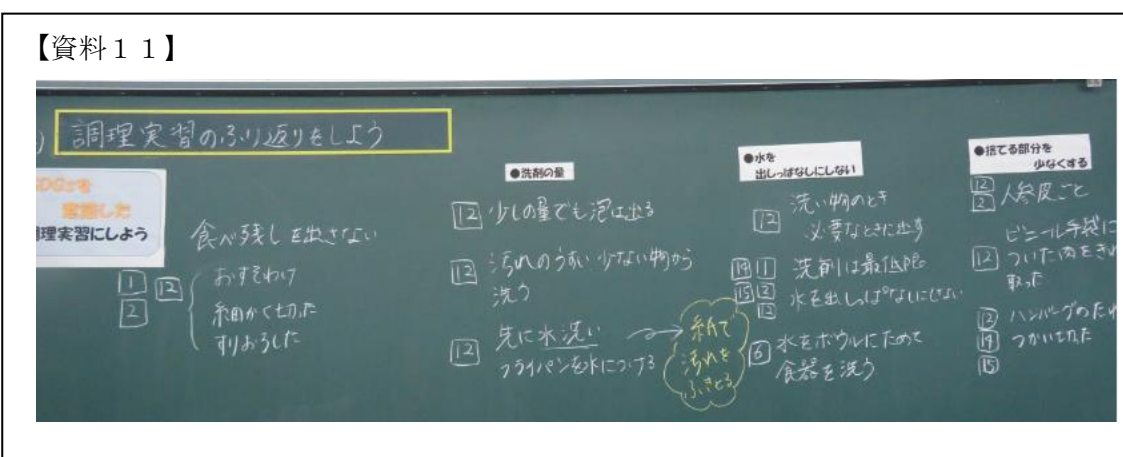 【資料１１】
調理実習のふり返りをしよう
SDGsを
意識した
調理実習にしよう
食べ残しを出さない
1 12
2
おすそわけ
細かく切った
すりおろした
●洗剤の量
12 少しの量でも泡は出る
12 汚れのうすい 少ない物から
洗う
12 先に水洗い →
フライパンを水につける
紙で
汚れを
ふきとる
●水を
出しっぱなしにしない
12 洗い物のとき
必要なときに出す
14 1 洗剤は最低限
15 2 水を出しっぱなしにしない
12
6 水をボウルにためて
食器を洗う
●捨てる部分を
少なくする
12
2 人参皮ごと
12 ビニール手袋に
ついた肉をきれ
取った
12 ハンバーグのたね
14 つかい切った
15